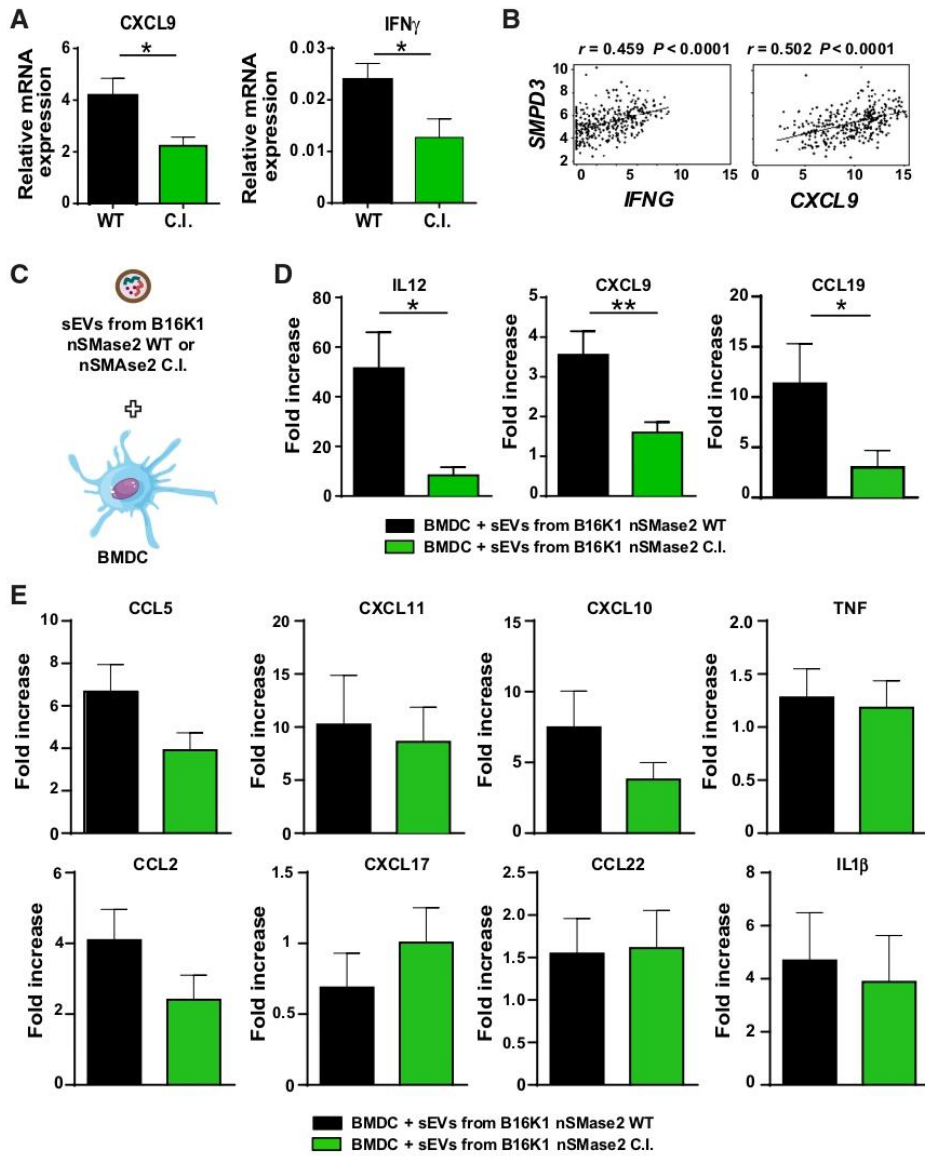 A
CXCL9
Relative mRNA
expression
6
4
2
0
*
WT
C.I.
IFNγ
Relative mRNA
expression
0.03
0.02
0.01
0
*
WT
C.I.
B
r = 0.459 P < 0.0001
r = 0.502 P < 0.0001
SMPD3
10
8
6
4
2
0
5
10
15
IFNG
0
5
10
15
CXCL9
C
sEVs from B16K1
nSMase2 WT or
nSMAse2 C.I.
BMDC
D
IL12
Fold increase
80
60
40
20
0
*
CXCL9
Fold increase
5
4
3
2
1
0
**
CCL19
Fold increase
20
15
10
5
0
*
BMDC + sEVs from B16K1 nSMase2 WT
BMDC + sEVs from B16K1 nSMase2 C.I.
E
CCL5
Fold increase
10
8
6
4
2
0
CXCL11
Fold increase
20
15
10
5
0
CXCL10
Fold increase
15
10
5
0
TNF
Fold increase
2.0
1.5
1.0
0.5
0
CCL2
Fold increase
6
4
2
0
CXCL17
Fold increase
1.5
1
0.5
0
CCL22
Fold increase
2.5
2.0
1.5
1.0
0.5
0
IL1β
Fold increase
8
6
4
2
0
BMDC + sEVs from B16K1 nSMase2 WT
BMDC + sEVs from B16K1 nSMase2 C.I.